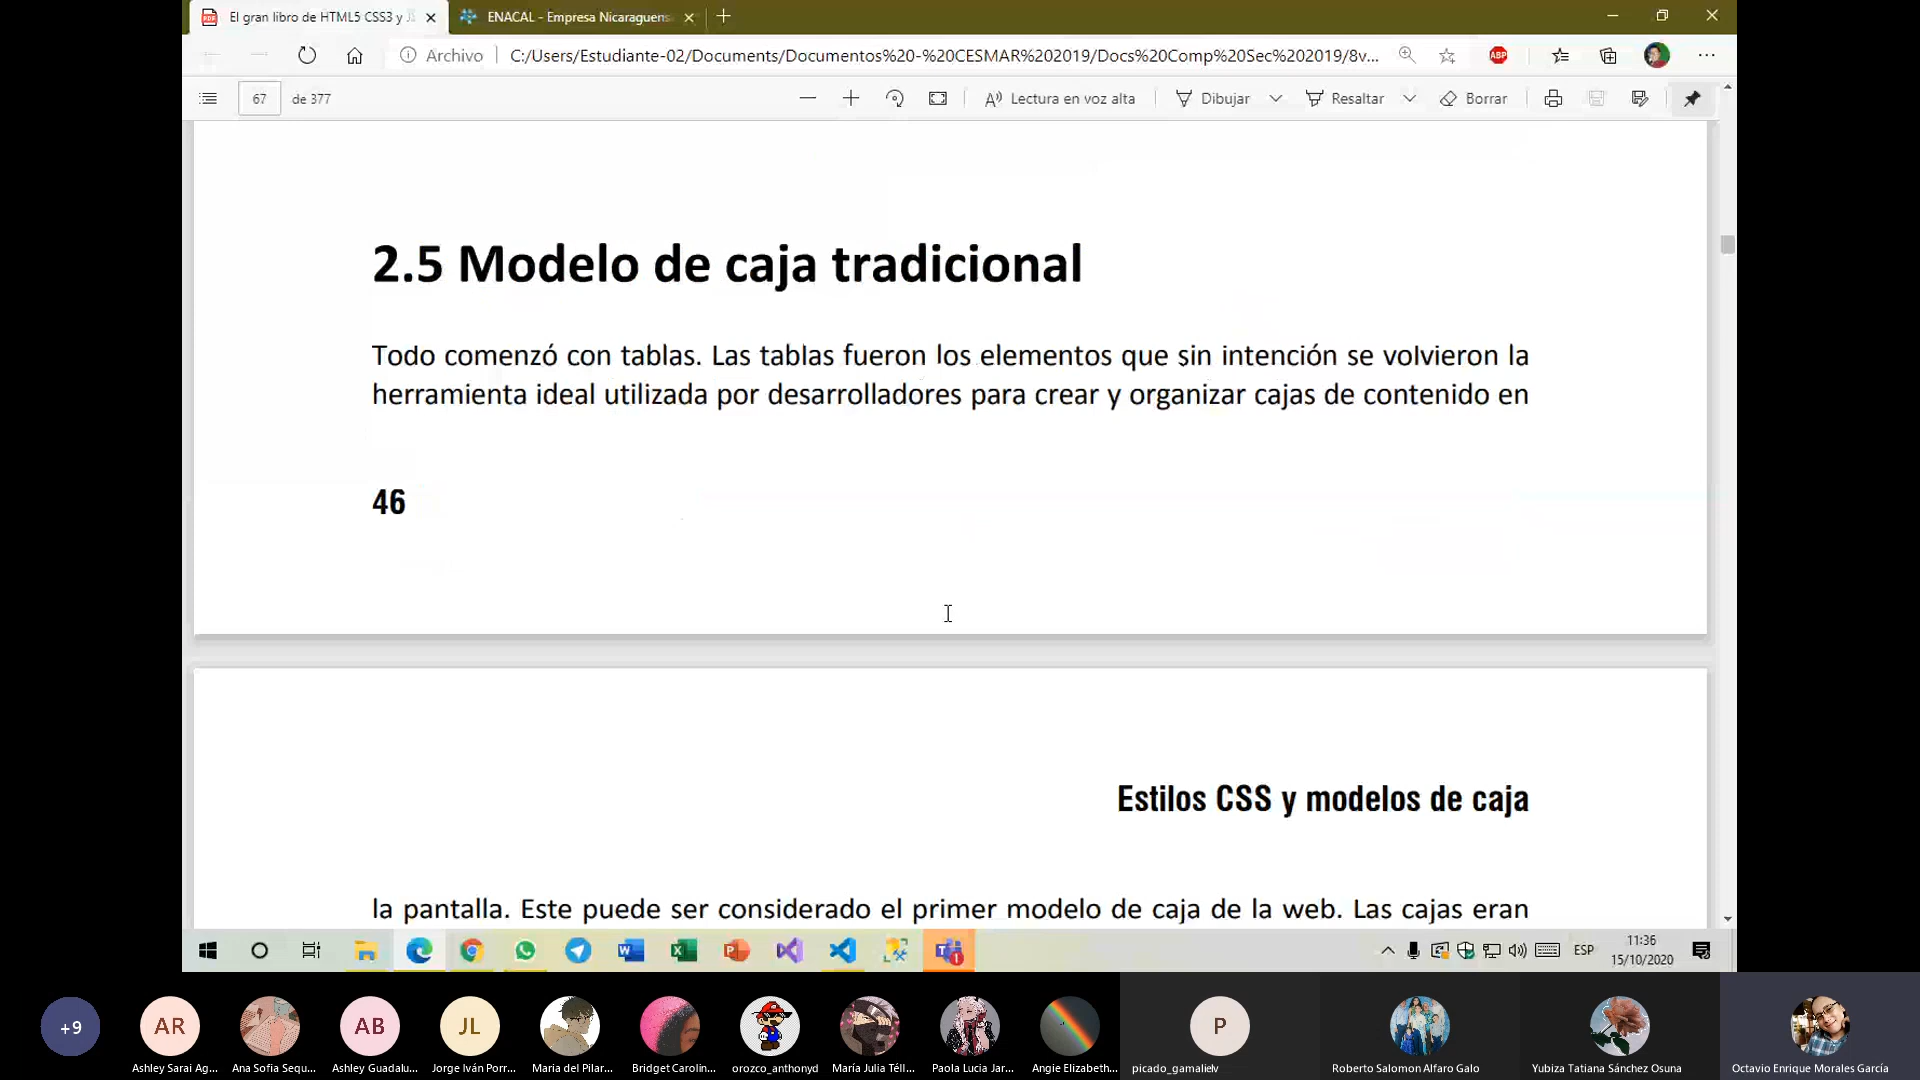 El gran libro de HTML5 CSS3 y JS
ENACAL - Empresa Nicaraguens
Archivo
C:/Users/Estudiante-02/Documents/Documentos%20-%20CESMAR%202019/Docs%20Comp%20Sec%202019/8v...
ABP
67 de 377
Lectura en voz alta
Dibujar
Resaltar
Borrar
2.5 Modelo de caja tradicional
Todo comenzó con tablas. Las tablas fueron los elementos que sin intención se volvieron la
herramienta ideal utilizada por desarrolladores para crear y organizar cajas de contenido en
46
Estilos CSS y modelos de caja
la pantalla. Este puede ser considerado el primer modelo de caja de la web. Las cajas eran
ESP
11:36
15/10/2020
+9
AR
AB
JL
P
Ashley Sarai Ag...
Ana Sofia Sequ...
Ashley Guadalu...
Jorge Iván Porr...
Maria del Pilar...
Bridget Carolin...
orozco_anthonyd
María Julia Téll...
Paola Lucia Jar...
Angie Elizabeth...
picado_gamalielv
Roberto Salomon Alfaro Galo
Yubiza Tatiana Sánchez Osuna
Octavio Enrique Morales García